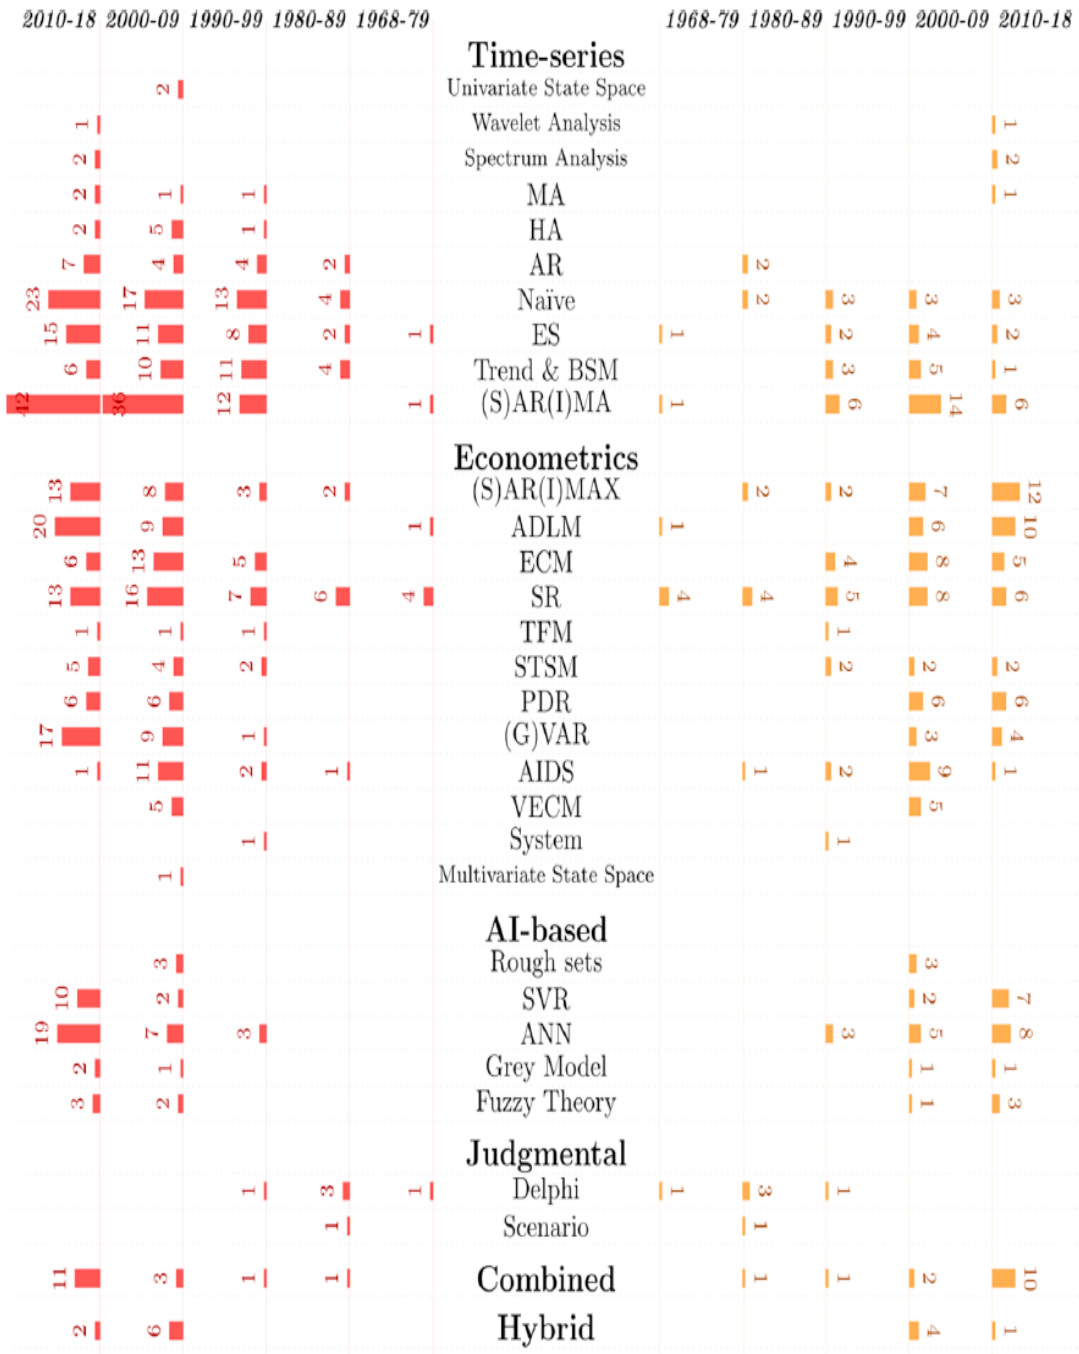 2010-18 2000-09 1990-99 1980-89 1968-79 1968-79 1980-89 1990-99 2000-09 2010-18
Time-series
2 Univariate State Space
1 Wavelet Analysis 1
2 Spectrum Analysis 2
2 1 1 MA 1
2 5 1 HA
7 4 4 2 AR 2
23 17 13 4 Naïve 2 3 3 3
15 11 8 2 1 ES 1 2 4 2
6 10 11 4 Trend & BSM 3 5 1
42 36 12 1 (S)AR(I)MA 1 6 14 6
Econometrics
13 8 3 2 (S)AR(I)MAX 2 2 7 12
20 9 1 ADLM 1 6 10
6 13 5 ECM 4 8 5
13 16 7 6 4 SR 4 4 5 8 6
1 1 1 TFM 1
5 4 2 STSM 2 2 2
6 6 PDR 6 6
17 9 1 (G)VAR 3 4
1 11 2 1 AIDS 1 2 9 1
5 VECM 5
1 System 1
1 Multivariate State Space
AI-based
3 Rough sets 3
10 2 SVR 2 7
19 7 3 ANN 3 5 8
2 1 Grey Model 1 1
3 2 Fuzzy Theory 1 3
Judgmental
1 3 1 Delphi 1 3 1
1 Scenario 1
11 3 1 1 Combined 1 1 2 10
2 6 Hybrid 4 1